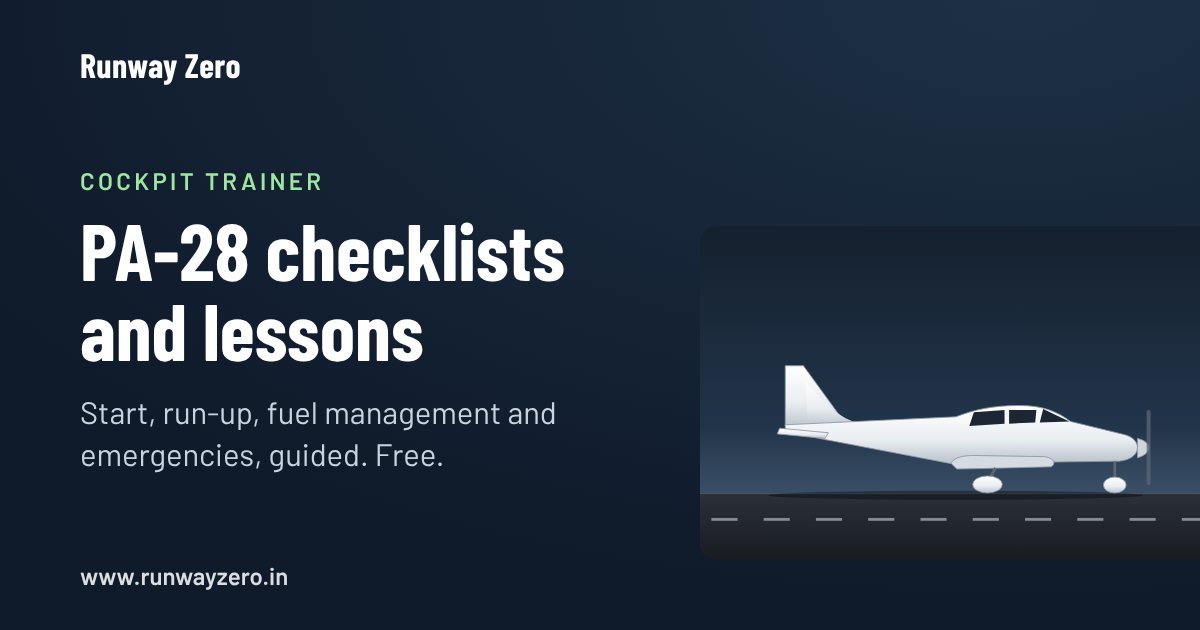 Runway Zero
COCKPIT TRAINER
PA-28 checklists
and lessons
Start, run-up, fuel management and
emergencies, guided. Free.
www.runwayzero.in